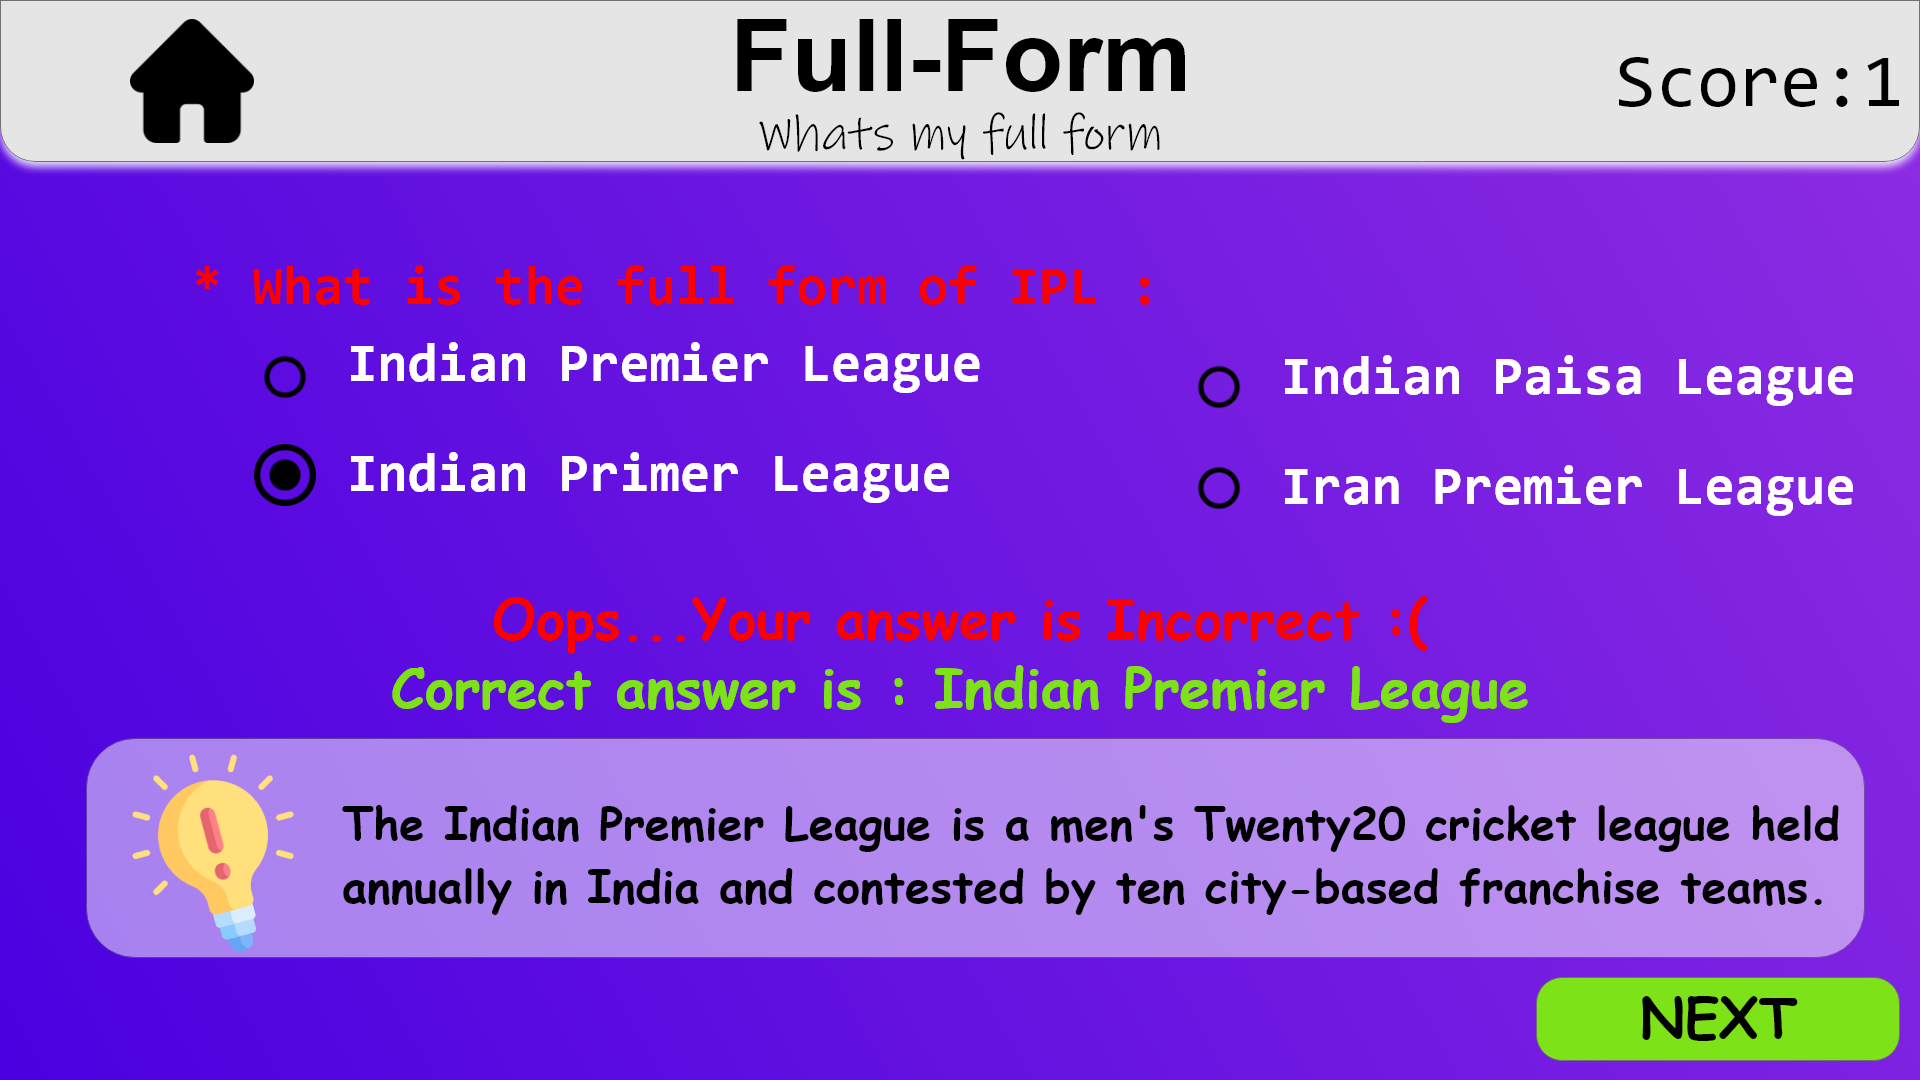 Full-Form
Whats my full form
Score:1
* What is the full form of IPL :
Indian Premier League
Indian Paisa League
Indian Primer League
Iran Premier League
Oops...Your answer is Incorrect :(
Correct answer is : Indian Premier League
The Indian Premier League is a men's Twenty20 cricket league held
annually in India and contested by ten city-based franchise teams.
NEXT